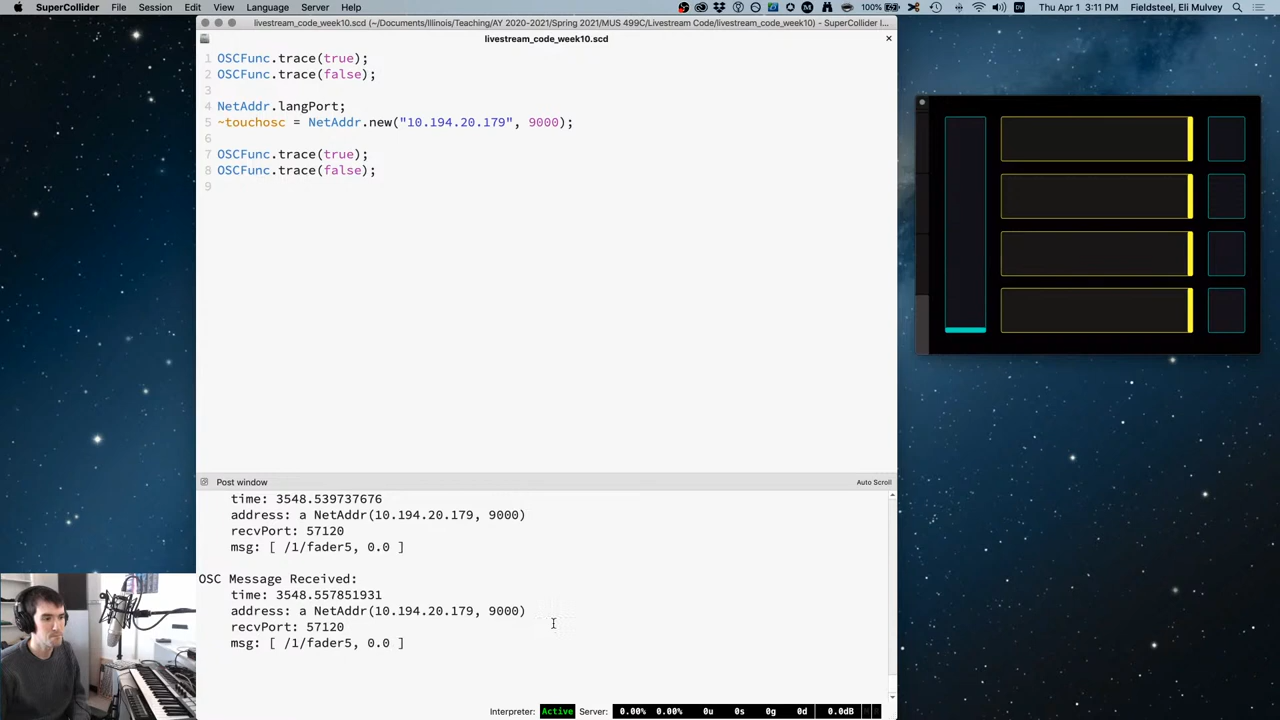 SuperCollider File Session Edit View Language Server Help 100% Thu Apr 1 3:11 PM Fieldsteel, Eli Mulvey
livestream_code_week10.scd (~/Documents/Illinois/Teaching/AY 2020-2021/Spring 2021/MUS 499C/Livestream Code/livestream_code_week10.scd) - SuperCollider I...
livestream_code_week10.scd
1 OSCFunc.trace(true);
2 OSCFunc.trace(false);
3
4 NetAddr.langPort;
5 ~touchosc = NetAddr.new("10.194.20.179", 9000);
6
7 OSCFunc.trace(true);
8 OSCFunc.trace(false);
9
Post window Auto Scroll
time: 3548.539737676
address: a NetAddr(10.194.20.179, 9000)
recvPort: 57120
msg: [ /1/fader5, 0.0 ]
OSC Message Received:
time: 3548.557851931
address: a NetAddr(10.194.20.179, 9000)
recvPort: 57120
msg: [ /1/fader5, 0.0 ]
Interpreter: Active Server: 0.00% 0.00% 0u 0s 0g 0d 0.0dB